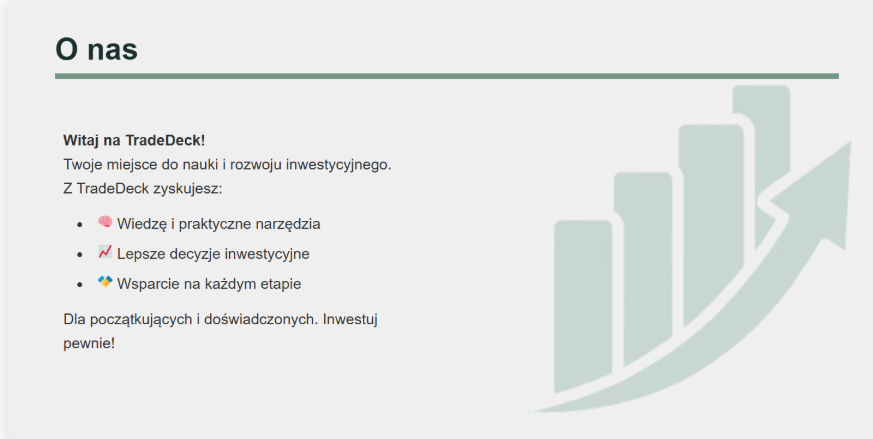 O nas
Witaj na TradeDeck!
Twoje miejsce do nauki i rozwoju inwestycyjnego.
Z TradeDeck zyskujesz:
• 🧠 Wiedzę i praktyczne narzędzia
• 📈 Lepsze decyzje inwestycyjne
• 🤝 Wsparcie na każdym etapie
Dla początkujących i doświadczonych. Inwestuj
pewnie!